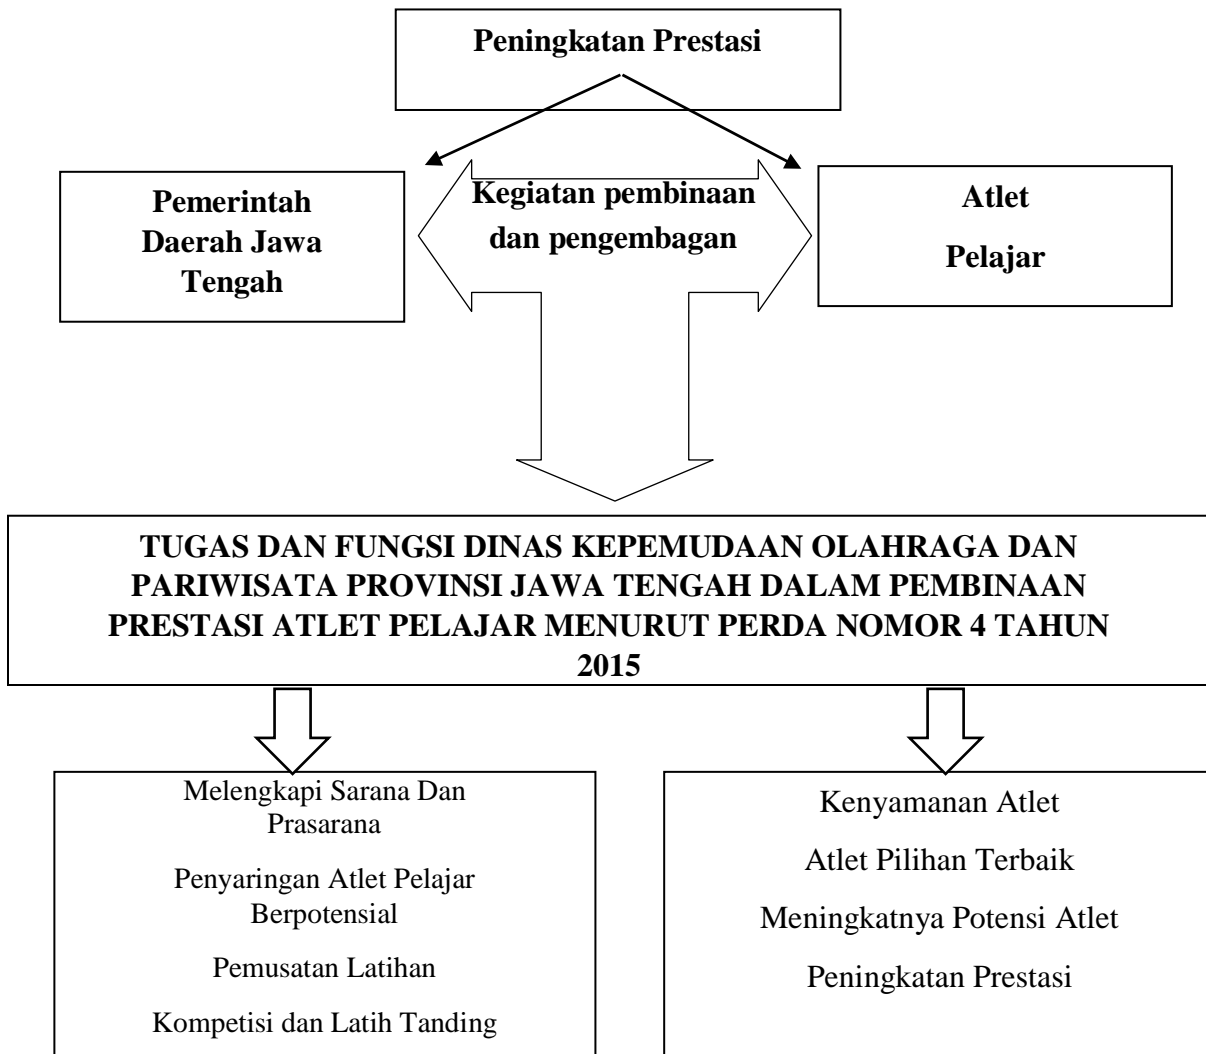 Peningkatan Prestasi
Pemerintah
Daerah Jawa
Tengah
Kegiatan pembinaan
dan pengembagan
Atlet
Pelajar
TUGAS DAN FUNGSI DINAS KEPEMUDAAN OLAHRAGA DAN
PARIWISATA PROVINSI JAWA TENGAH DALAM PEMBINAAN
PRESTASI ATLET PELAJAR MENURUT PERDA NOMOR 4 TAHUN
2015
Melengkapi Sarana Dan
Prasarana
Penyaringan Atlet Pelajar
Berpotensial
Pemusatan Latihan
Kompetisi dan Latih Tanding
Kenyamanan Atlet
Atlet Pilihan Terbaik
Meningkatnya Potensi Atlet
Peningkatan Prestasi